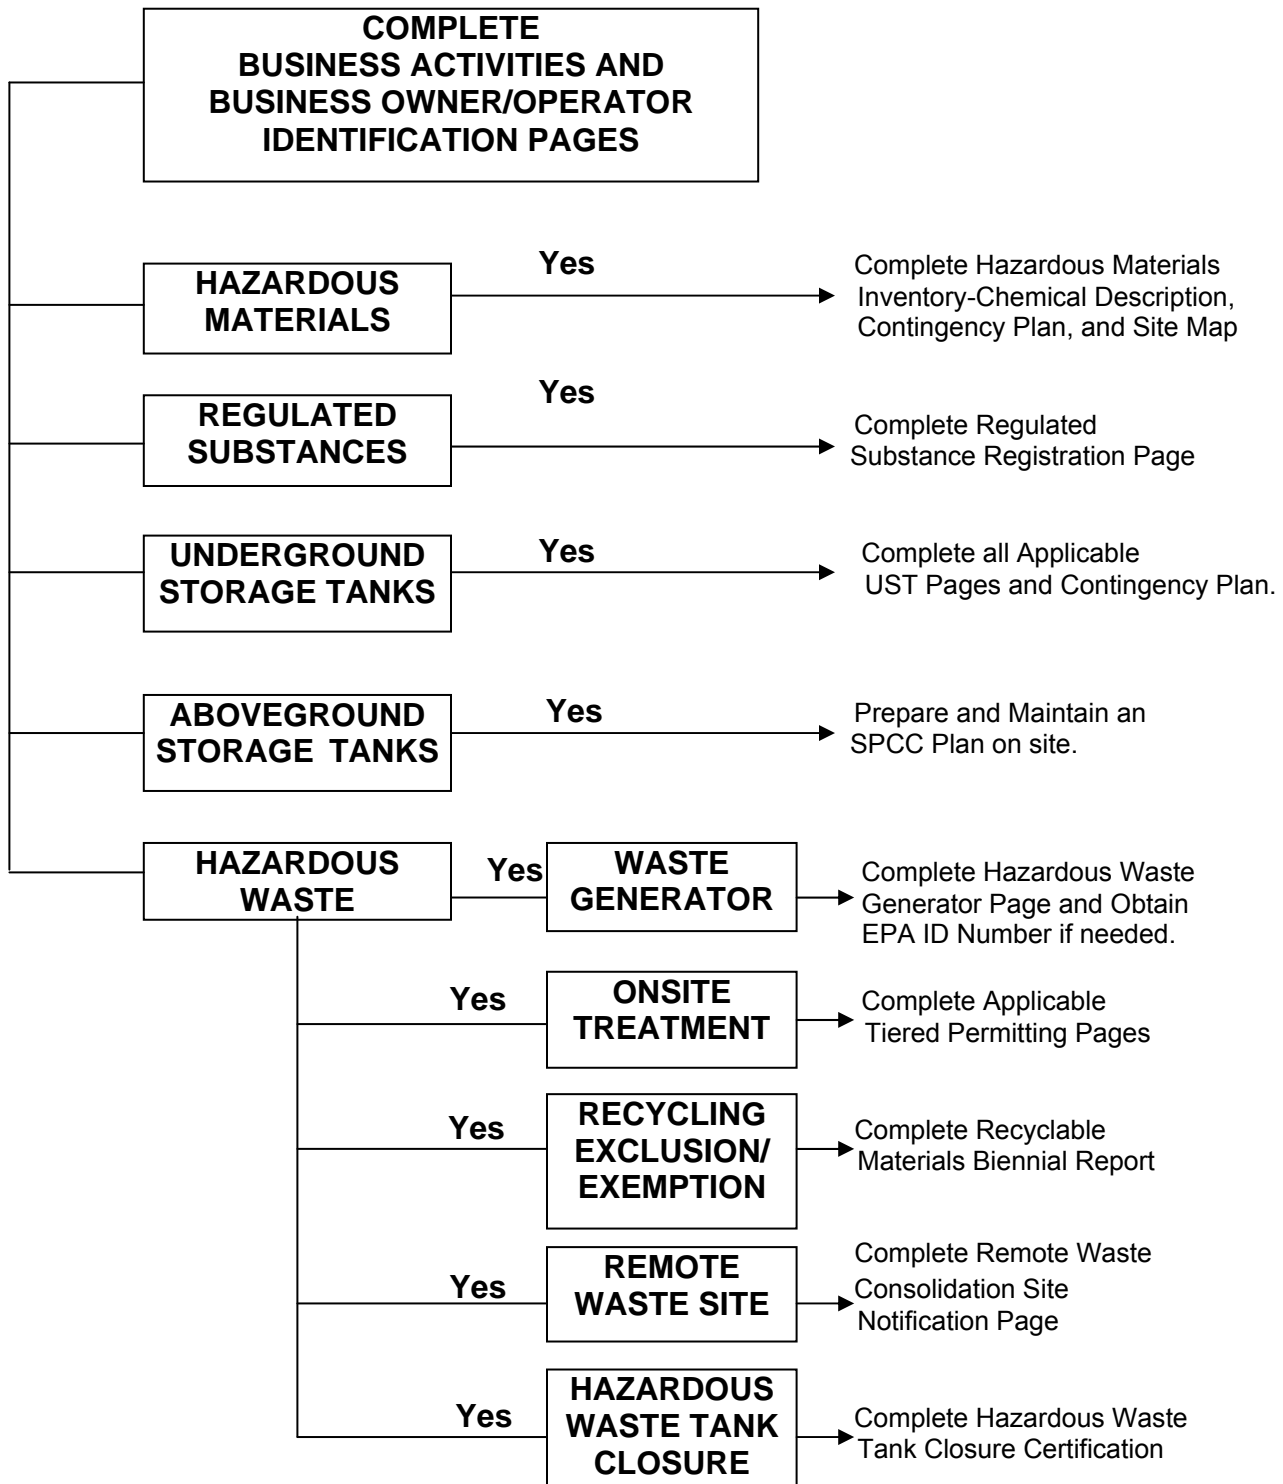 COMPLETE
BUSINESS ACTIVITIES AND
BUSINESS OWNER/OPERATOR
IDENTIFICATION PAGES
HAZARDOUS
MATERIALS
Yes
Complete Hazardous Materials
Inventory-Chemical Description,
Contingency Plan, and Site Map
REGULATED
SUBSTANCES
Yes
Complete Regulated
Substance Registration Page
UNDERGROUND
STORAGE TANKS
Yes
Complete all Applicable
UST Pages and Contingency Plan.
ABOVEGROUND
STORAGE TANKS
Yes
Prepare and Maintain an
SPCC Plan on site.
HAZARDOUS
WASTE
Yes
WASTE
GENERATOR
Complete Hazardous Waste
Generator Page and Obtain
EPA ID Number if needed.
Yes
ONSITE
TREATMENT
Complete Applicable
Tiered Permitting Pages
Yes
RECYCLING
EXCLUSION/
EXEMPTION
Complete Recyclable
Materials Biennial Report
Yes
REMOTE
WASTE SITE
Complete Remote Waste
Consolidation Site
Notification Page
Yes
HAZARDOUS
WASTE TANK
CLOSURE
Complete Hazardous Waste
Tank Closure Certification